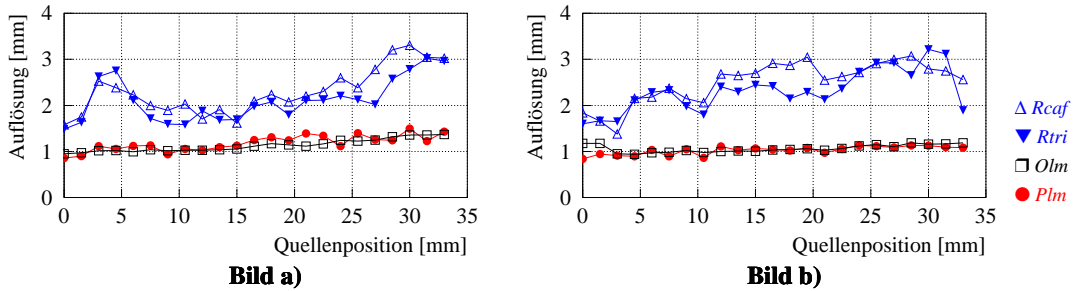 Auflösung [mm]
4
3
2
1
0
0 5 10 15 20 25 30 35
Quellenposition [mm]
Bild a)
Auflösung [mm]
4
3
2
1
0
0 5 10 15 20 25 30 35
Quellenposition [mm]
Bild b)
Rcaf
Rtri
Olm
Plm